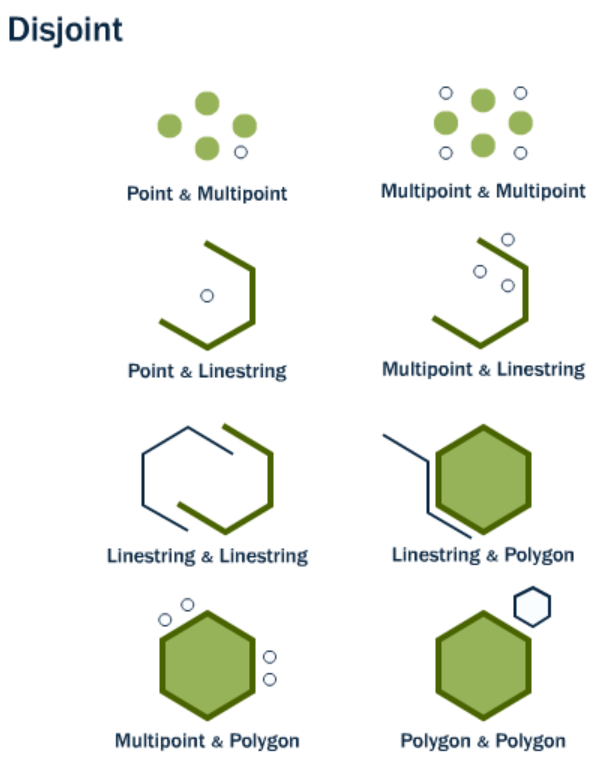 Disjoint
Point & Multipoint
Multipoint & Multipoint
Point & Linestring
Multipoint & Linestring
Linestring & Linestring
Linestring & Polygon
Multipoint & Polygon
Polygon & Polygon